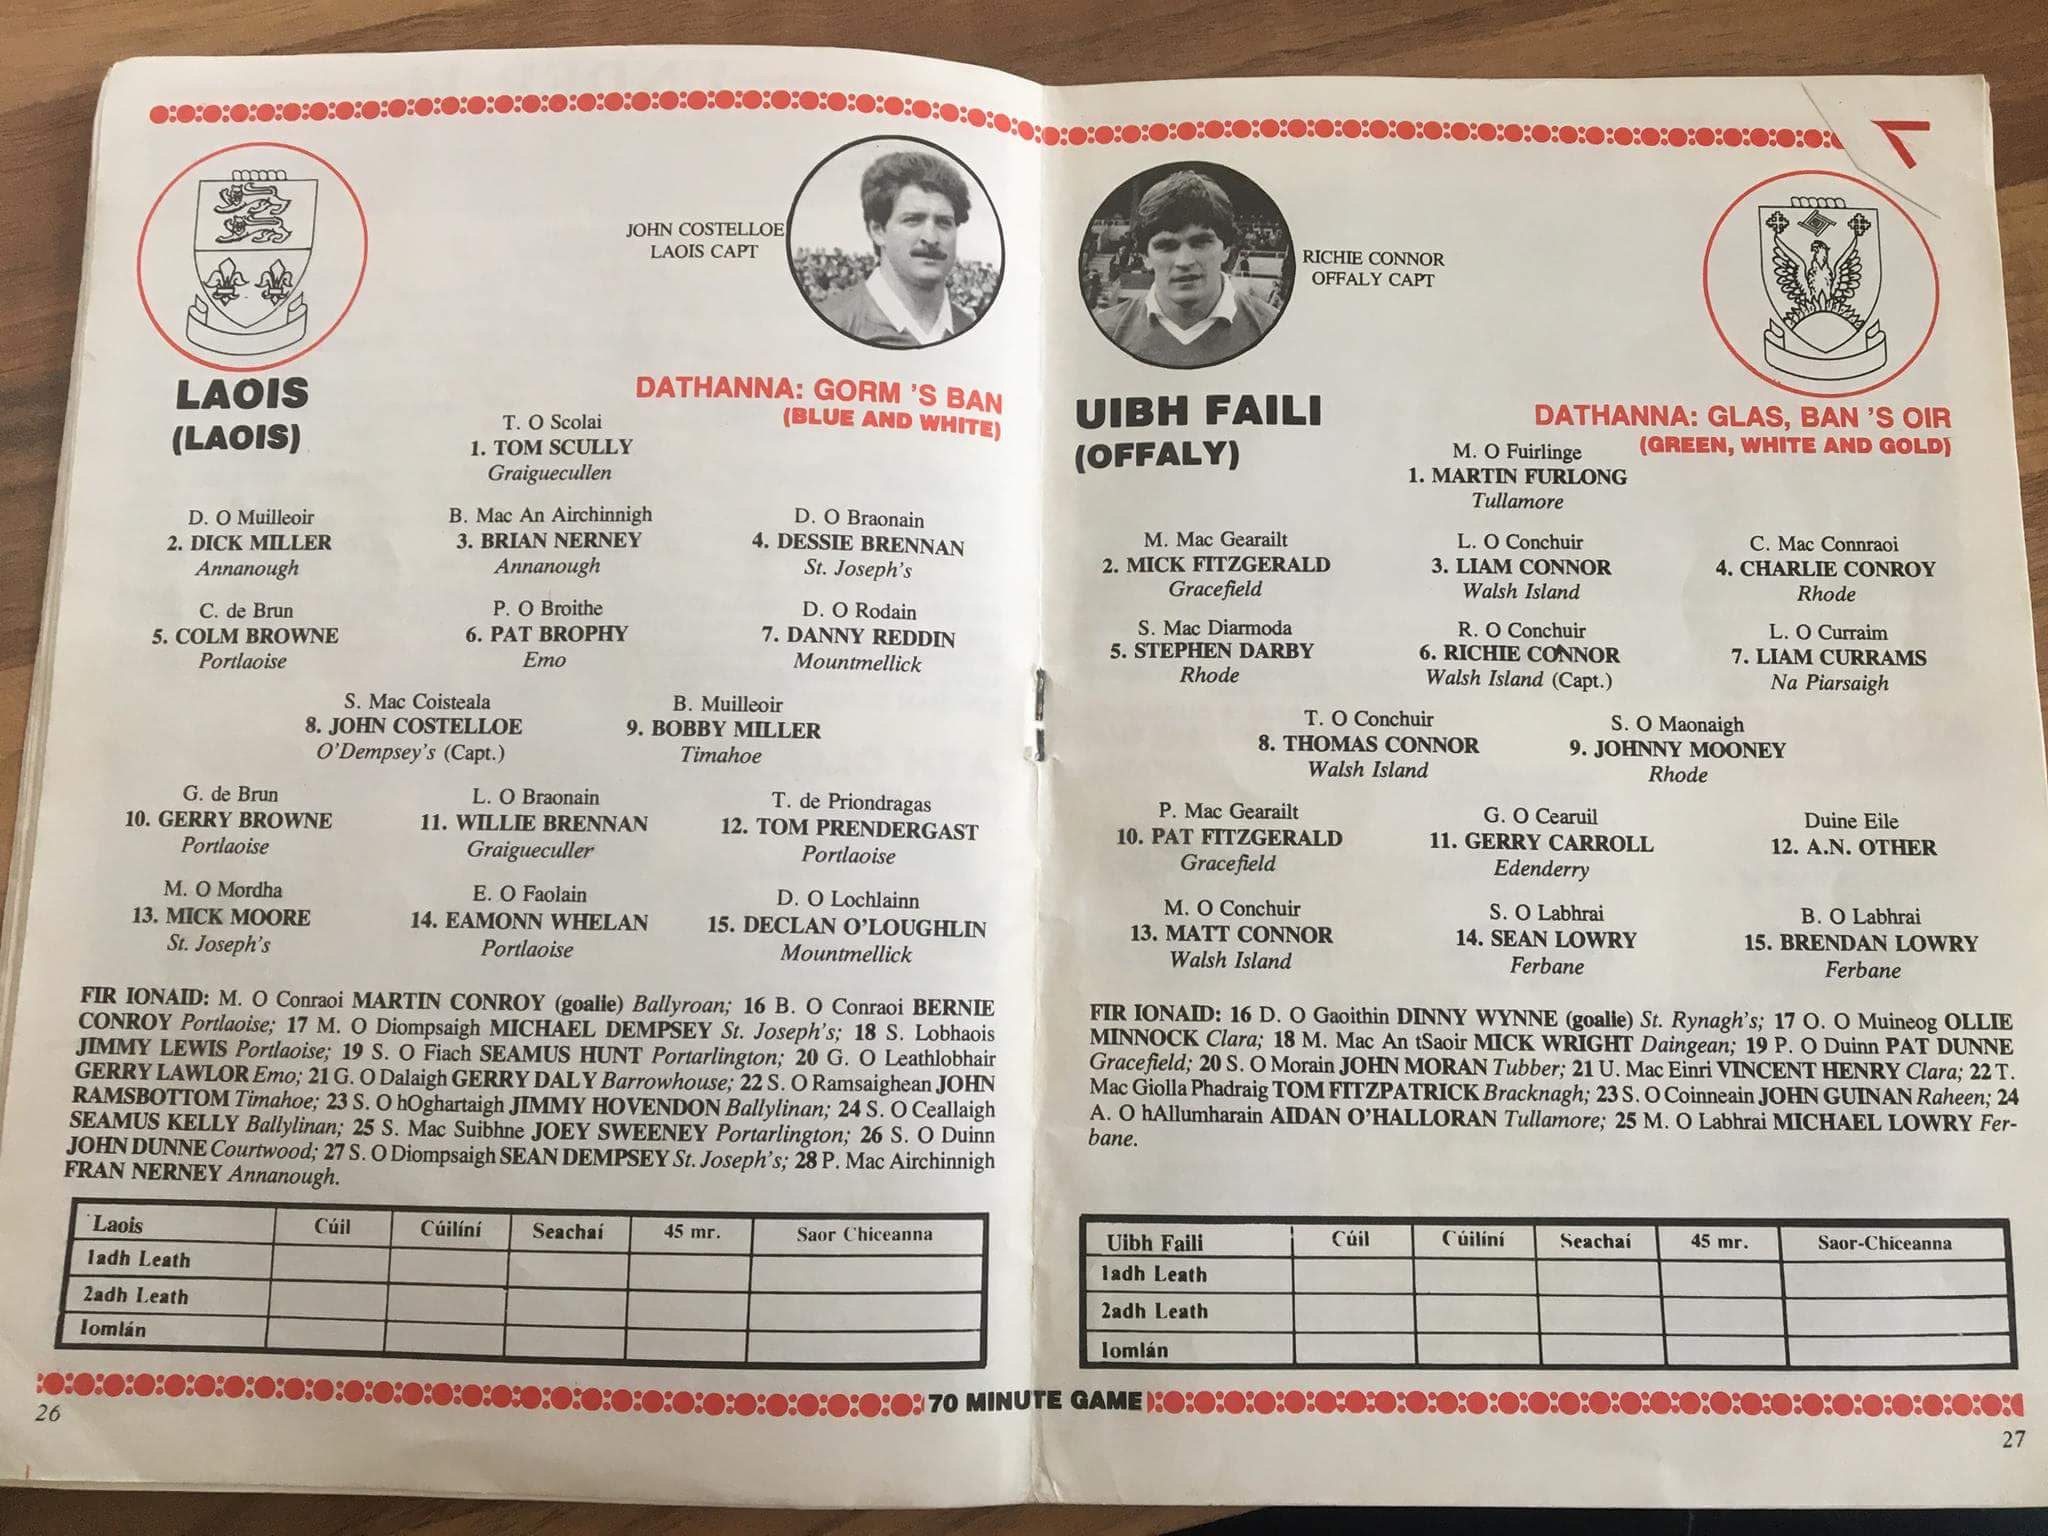 JOHN COSTELLOE
LAOIS CAPT
LAOIS
(LAOIS)
DATHANNA: GORM 'S BAN
(BLUE AND WHITE)
T. O Scolai
1. TOM SCULLY
Graiguecullen
D. O Muilleoir
2. DICK MILLER
Annanough
B. Mac An Airchinnigh
3. BRIAN NERNEY
Annanough
D. O Braonain
4. DESSIE BRENNAN
St. Joseph's
C. de Brun
5. COLM BROWNE
Portlaoise
P. O Broithe
6. PAT BROPHY
Emo
D. O Rodain
7. DANNY REDDIN
Mountmellick
S. Mac Coisteala
8. JOHN COSTELLOE
O'Dempsey's (Capt.)
B. Muilleoir
9. BOBBY MILLER
Timahoe
G. de Brun
10. GERRY BROWNE
Portlaoise
L. O Braonain
11. WILLIE BRENNAN
Graigueculler
T. de Priondragas
12. TOM PRENDERGAST
Portlaoise
M. O Mordha
13. MICK MOORE
St. Joseph's
E. O Faolain
14. EAMONN WHELAN
Portlaoise
D. O Lochlainn
15. DECLAN O'LOUGHLIN
Mountmellick
FIR IONAID: M. O Conraoi MARTIN CONROY (goalie) Ballyroan; 16 B. O Conraoi BERNIE
CONROY Portlaoise; 17 M. O Diompsaigh MICHAEL DEMPSEY St. Joseph's; 18 S. Lobhaois
JIMMY LEWIS Portlaoise; 19 S. O Fiach SEAMUS HUNT Portarlington; 20 G. O Leathlobhair
GERRY LAWLOR Emo; 21 G. O Dalaigh GERRY DALY Barrowhouse; 22 S. O Ramsaighean JOHN
RAMSBOTTOM Timahoe; 23 S. O hOghartaigh JIMMY HOVENDON Ballylinan; 24 S. O Ceallaigh
SEAMUS KELLY Ballylinan; 25 S. Mac Suibhne JOEY SWEENEY Portarlington; 26 S. O Duinn
JOHN DUNNE Courtwood; 27 S. O Diompsaigh SEAN DEMPSEY St. Joseph's; 28 P. Mac Airchinnigh
FRAN NERNEY Annanough.
Laois Cúil Cúilíní Seachaí 45 mr. Saor Chiceanna
1adh Leath
2adh Leath
Iomlán
26
RICHIE CONNOR
OFFALY CAPT
UIBH FAILI
(OFFALY)
DATHANNA: GLAS, BAN 'S OIR
(GREEN, WHITE AND GOLD)
M. O Fuirlinge
1. MARTIN FURLONG
Tullamore
M. Mac Gearailt
2. MICK FITZGERALD
Gracefield
L. O Conchuir
3. LIAM CONNOR
Walsh Island
C. Mac Connraoi
4. CHARLIE CONROY
Rhode
S. Mac Diarmoda
5. STEPHEN DARBY
Rhode
R. O Conchuir
6. RICHIE CONNOR
Walsh Island (Capt.)
L. O Curraim
7. LIAM CURRAMS
Na Piarsaigh
T. O Conchuir
8. THOMAS CONNOR
Walsh Island
S. O Maonaigh
9. JOHNNY MOONEY
Rhode
P. Mac Gearailt
10. PAT FITZGERALD
Gracefield
G. O Cearuil
11. GERRY CARROLL
Edenderry
Duine Eile
12. A.N. OTHER
M. O Conchuir
13. MATT CONNOR
Walsh Island
S. O Labhrai
14. SEAN LOWRY
Ferbane
B. O Labhrai
15. BRENDAN LOWRY
Ferbane
FIR IONAID: 16 D. O Gaoithin DINNY WYNNE (goalie) St. Rynagh's; 17 O. O Muineog OLLIE
MINNOCK Clara; 18 M. Mac An tSaoir MICK WRIGHT Daingean; 19 P. O Duinn PAT DUNNE
Gracefield; 20 S. O Morain JOHN MORAN Tubber; 21 U. Mac Einri VINCENT HENRY Clara; 22 T.
Mac Giolla Phadraig TOM FITZPATRICK Bracknagh; 23 S. O Coinneain JOHN GUINAN Raheen; 24
A. O hAllumharain AIDAN O'HALLORAN Tullamore; 25 M. O Labhrai MICHAEL LOWRY Fer-
bane.
Uibh Faili Cúil Cúilíní Seachaí 45 mr. Saor-Chiceanna
1adh Leath
2adh Leath
Iomlán
70 MINUTE GAME
27